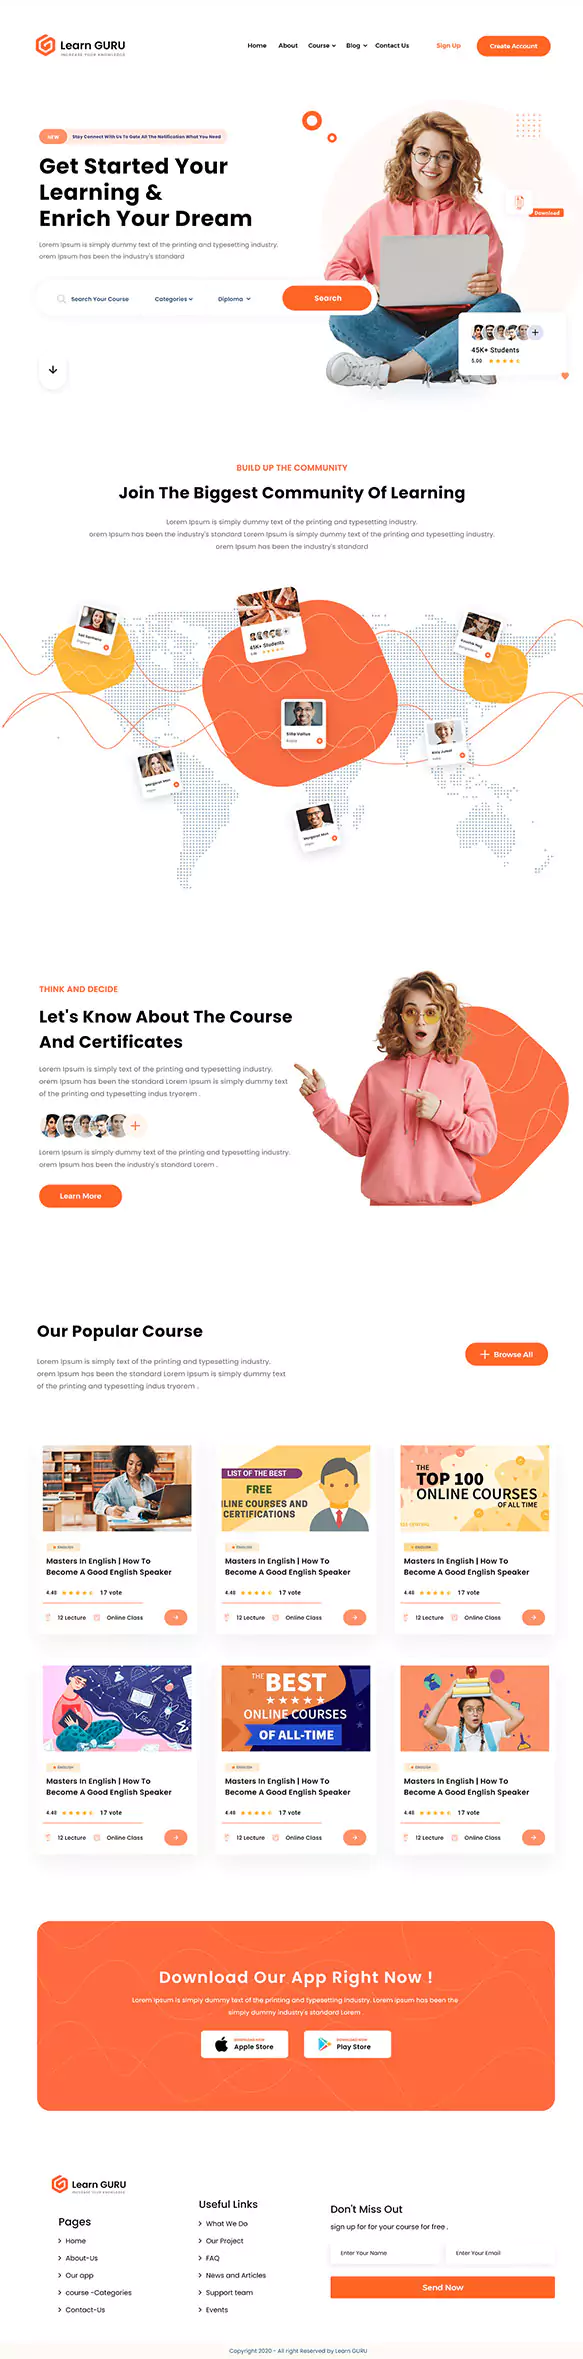 Learn GURU
INCREASE YOUR KNOWLEDGE
Home About Course Blog Contact Us Sign Up Create Account
NEW Stay Connect With Us To Gate All The Notification What You Need
Get Started Your
Learning &
Enrich Your Dream
Lorem Ipsum is simply dummy text of the printing and typesetting industry.
orem Ipsum has been the industry's standard
Search Your Course Categories Diploma Search
Download
45K+ Students
5.00
BUILD UP THE COMMUNITY
Join The Biggest Community Of Learning
Lorem Ipsum is simply dummy text of the printing and typesetting industry.
orem Ipsum has been the industry's standard Lorem Ipsum is simply dummy text of the printing and typesetting industry.
orem Ipsum has been the industry's standard
45K+ Students
5.00
Margaret Mon
Margaret Mon
THINK AND DECIDE
Let's Know About The Course
And Certificates
Lorem Ipsum is simply text of the printing and typesetting industry.
orem Ipsum has been the standard Lorem Ipsum is simply dummy text
of the printing and typesetting indus tryorem .
Lorem Ipsum is simply dummy text of the printing and typesetting industry.
orem Ipsum has been the industry's standard Lorem .
Learn More
Our Popular Course
Lorem Ipsum is simply text of the printing and typesetting industry.
orem Ipsum has been the standard Lorem Ipsum is simply dummy text
of the printing and typesetting indus tryorem .
Browse All
LIST OF THE BEST
FREE
LINE COURSES AND
CERTIFICATIONS
THE
TOP 100
ONLINE COURSES
OF ALL TIME
ENGLISH
Masters In English | How To
Become A Good English Speaker
4.48 17 vote
12 Lecture Online Class
ENGLISH
Masters In English | How To
Become A Good English Speaker
4.48 17 vote
12 Lecture Online Class
ENGLISH
Masters In English | How To
Become A Good English Speaker
4.48 17 vote
12 Lecture Online Class
THE BEST
ONLINE COURSES
OF ALL-TIME
ENGLISH
Masters In English | How To
Become A Good English Speaker
4.48 17 vote
12 Lecture Online Class
ENGLISH
Masters In English | How To
Become A Good English Speaker
4.48 17 vote
12 Lecture Online Class
ENGLISH
Masters In English | How To
Become A Good English Speaker
4.48 17 vote
12 Lecture Online Class
Download Our App Right Now !
Lorem Ipsum is simply dummy text of the printing and typesetting industry. Lorem Ipsum has been the
simply dummy industry's standard Lorem
DOWNLOAD NOW
Apple Store
DOWNLOAD NOW
Play Store
Learn GURU
INCREASE YOUR KNOWLEDGE
Pages
Home
About-Us
Our app
course -Categories
Contact-Us
Useful Links
What We Do
Our Project
FAQ
News and Articles
Support team
Events
Don't Miss Out
sign up for for your course for free .
Enter Your Name Enter Your Email
Send Now
Copyright 2020 - All right Reserved by Learn GURU